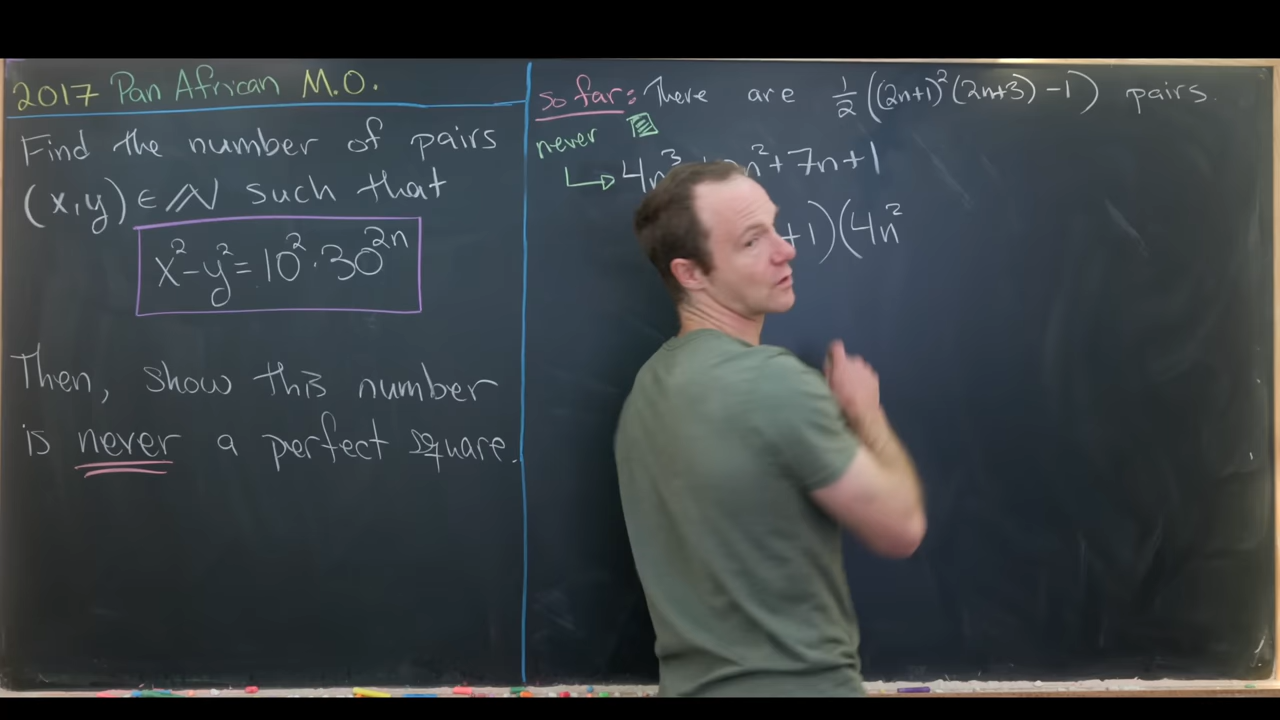 2017 Pan African M.O.
Find the number of pairs
(x,y) ∈ ℕ such that
x² - y² = 10² · 30²ⁿ
Then, show this number
is never a perfect square.
so far: There are ½((2n+1)²(2n+3) - 1) pairs.
never
4n³ n² + 7n + 1
+1)(4n²